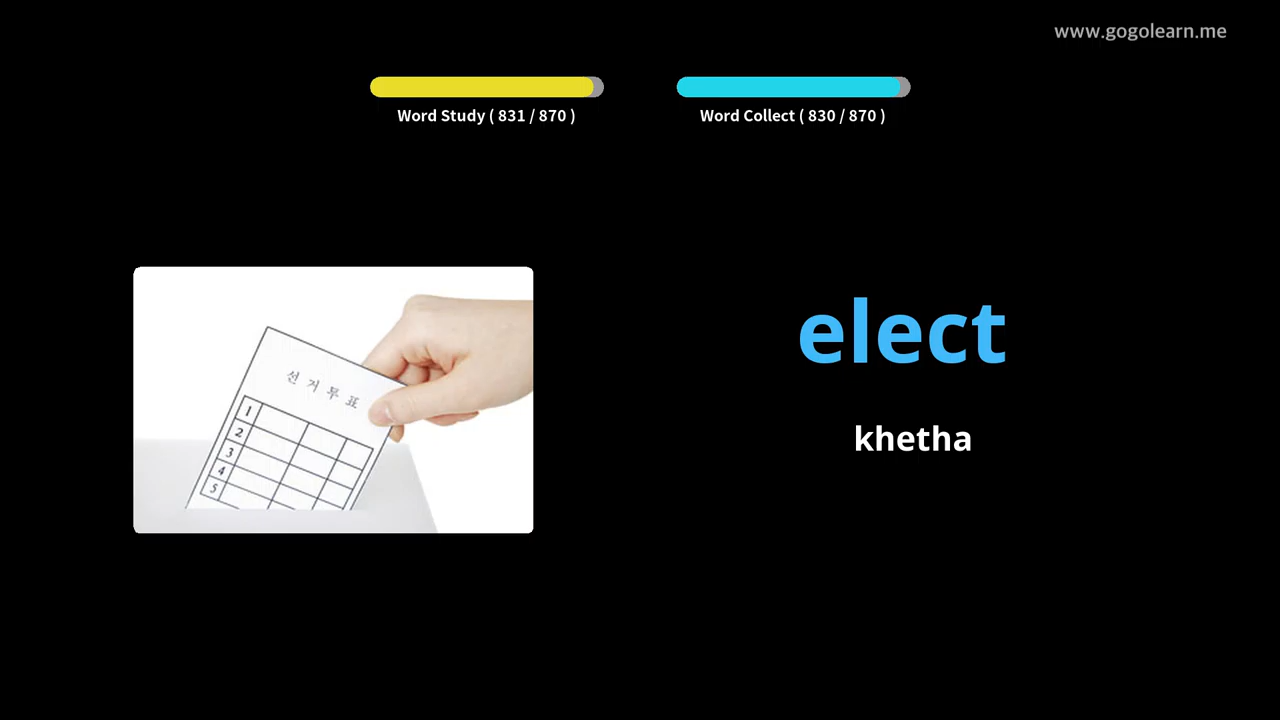 www.gogolearn.me
Word Study ( 831 / 870 )
Word Collect ( 830 / 870 )
선거투표
1
2
3
4
5
elect
khetha